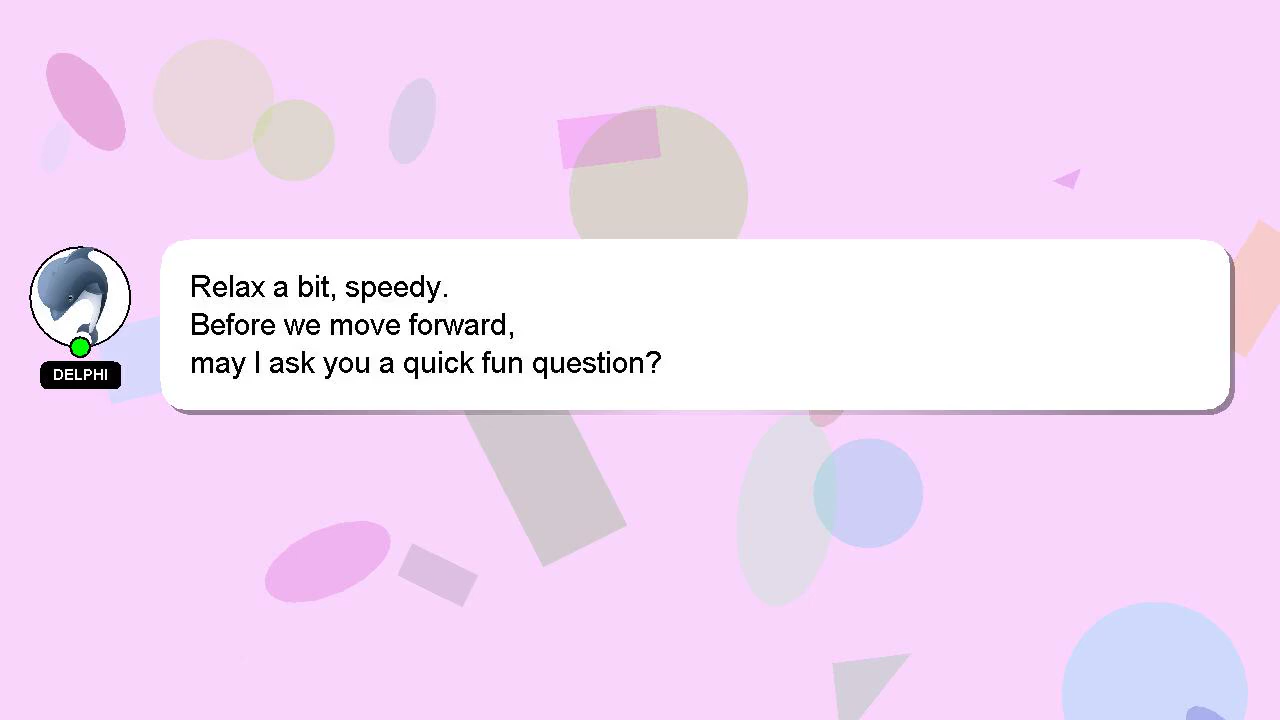 Relax a bit, speedy.
Before we move forward,
may I ask you a quick fun question?
DELPHI